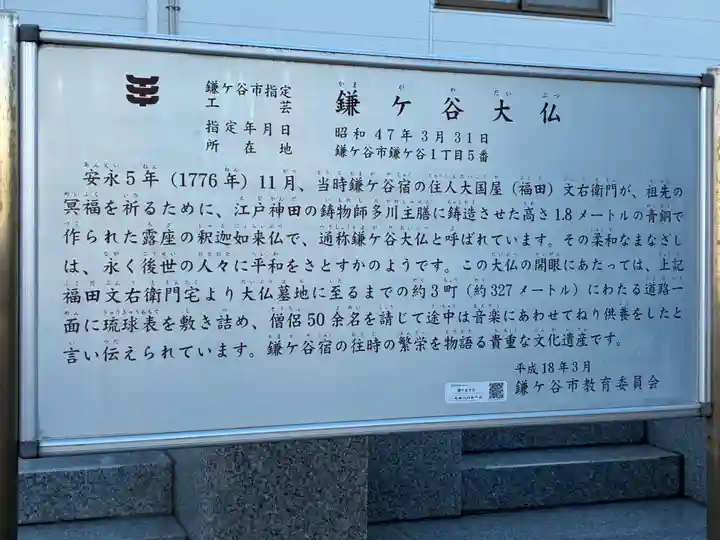 鎌ケ谷市指定
工芸
鎌ケ谷大仏
指定年月日 昭和47年3月31日
所在地 鎌ケ谷市鎌ケ谷1丁目5番
安永5年（1776年）11月、当時鎌ケ谷宿の住人大国屋（福田）文右衛門が、祖先の
冥福を祈るために、江戸神田の鋳物師多川主膳に鋳造させた高さ1.8メートルの青銅で
作られた露座の釈迦如来仏で、通称鎌ケ谷大仏と呼ばれています。その柔和なまなざし
は、永く後世の人々に平和をさとすかのようです。この大仏の開眼にあたっては、上記
福田文右衛門宅より大仏墓地に至るまでの約3町（約327メートル）にわたる道路一
面に琉球表を敷き詰め、僧侶50余名を請じて途中は音楽にあわせてねり供養をしたと
言い伝えられています。鎌ケ谷宿の往時の繁栄を物語る貴重な文化遺産です。
平成18年3月
鎌ケ谷市教育委員会